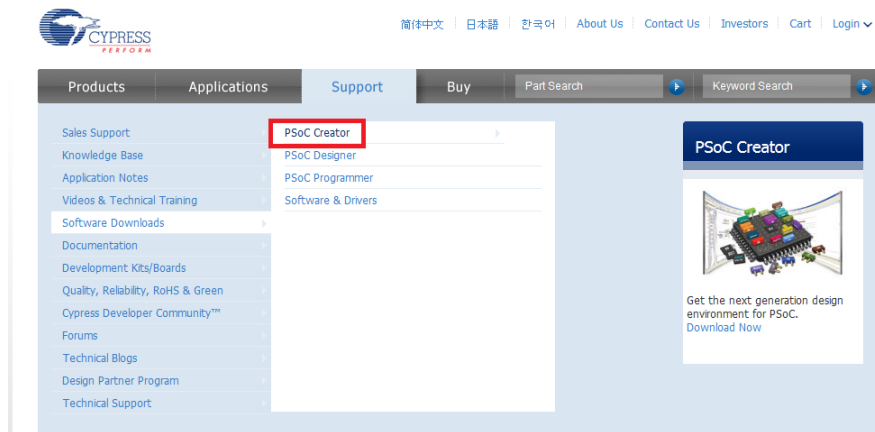 CYPRESS
PERFORM
简体中文 日本語 한국어 About Us Contact Us Investors Cart Login
Products Applications Support Buy Part Search Keyword Search
Sales Support
Knowledge Base
Application Notes
Videos & Technical Training
Software Downloads
Documentation
Development Kits/Boards
Quality, Reliability, RoHS & Green
Cypress Developer Community™
Forums
Technical Blogs
Design Partner Program
Technical Support
PSoC Creator
PSoC Designer
PSoC Programmer
Software & Drivers
PSoC Creator
Get the next generation design
environment for PSoC.
Download Now